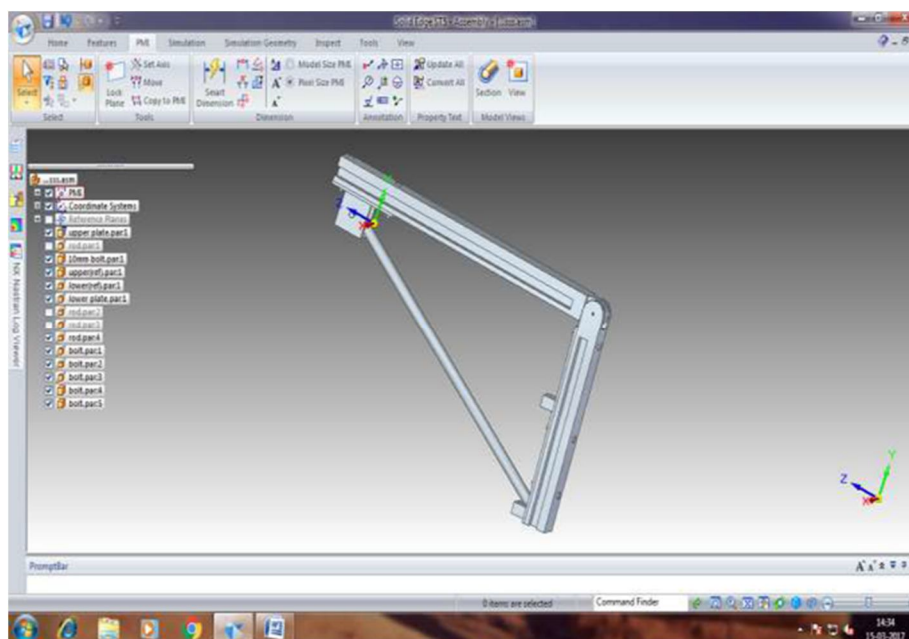 Home Features PMI Simulation Simulation Geometry Inspect Tools View
Set Axis
Model Size PMI
Update All
Move
Pixel Size PMI
Convert All
Select Lock Plane Copy to PMI Smart Dimension Section View
Select Tools Dimension Annotation Property Text Model Views
PMI
Coordinate Systems
Reference Planes
upper plate.par:1
rod.par:1
10mm bolt.par:1
upper(ref).par:1
lower(ref).par:1
lower plate.par:1
rod.par:2
rod.par:3
rod.par:4
bolt.par:1
bolt.par:2
bolt.par:3
bolt.par:4
bolt.par:5
NX Nastran Log Viewer
Y
Z
X
PromptBar
0 items are selected Command Finder
14:34